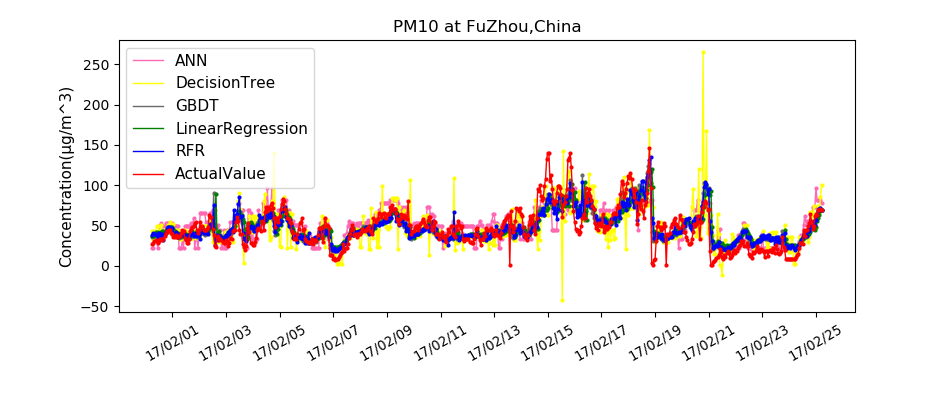 PM10 at FuZhou,China
Concentration(μg/m^3)
250
200
150
100
50
0
−50
ANN
DecisionTree
GBDT
LinearRegression
RFR
ActualValue
17/02/01
17/02/03
17/02/05
17/02/07
17/02/09
17/02/11
17/02/13
17/02/15
17/02/17
17/02/19
17/02/21
17/02/23
17/02/25